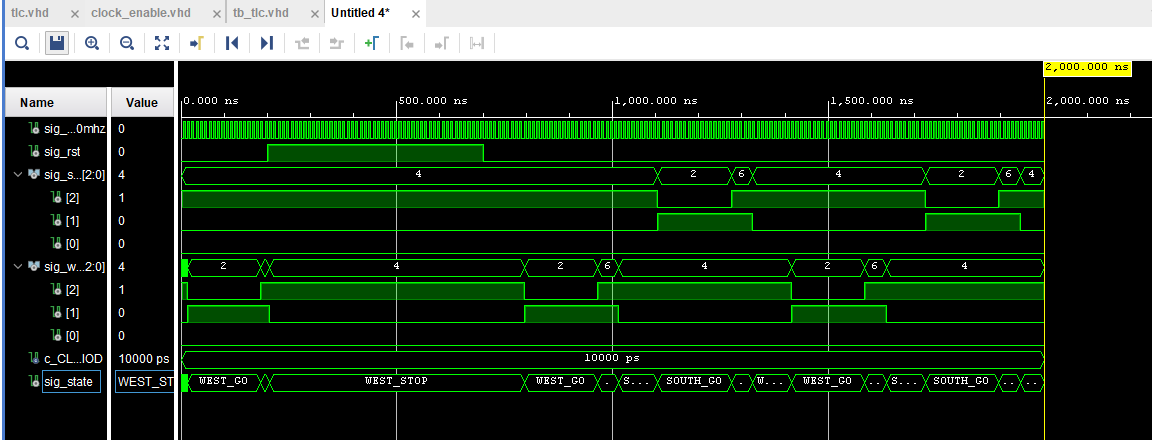 tlc.vhd clock_enable.vhd tb_tlc.vhd Untitled 4*
2,000.000 ns
Name Value 0.000 ns 500.000 ns 1,000.000 ns 1,500.000 ns 2,000.000 ns
sig_...0mhz 0
sig_rst 0
sig_s...[2:0] 4 4 2 6 4 2 6 4
[2] 1
[1] 0
[0] 0
sig_w...2:0] 4 2 4 2 6 4 2 6 4
[2] 1
[1] 0
[0] 0
c_CL...IOD 10000 ps 10000 ps
sig_state WEST_ST WEST_GO WEST_STOP WEST_GO . S... SOUTH_GO .. W... WEST_GO .. S... SOUTH_GO .. .. ..